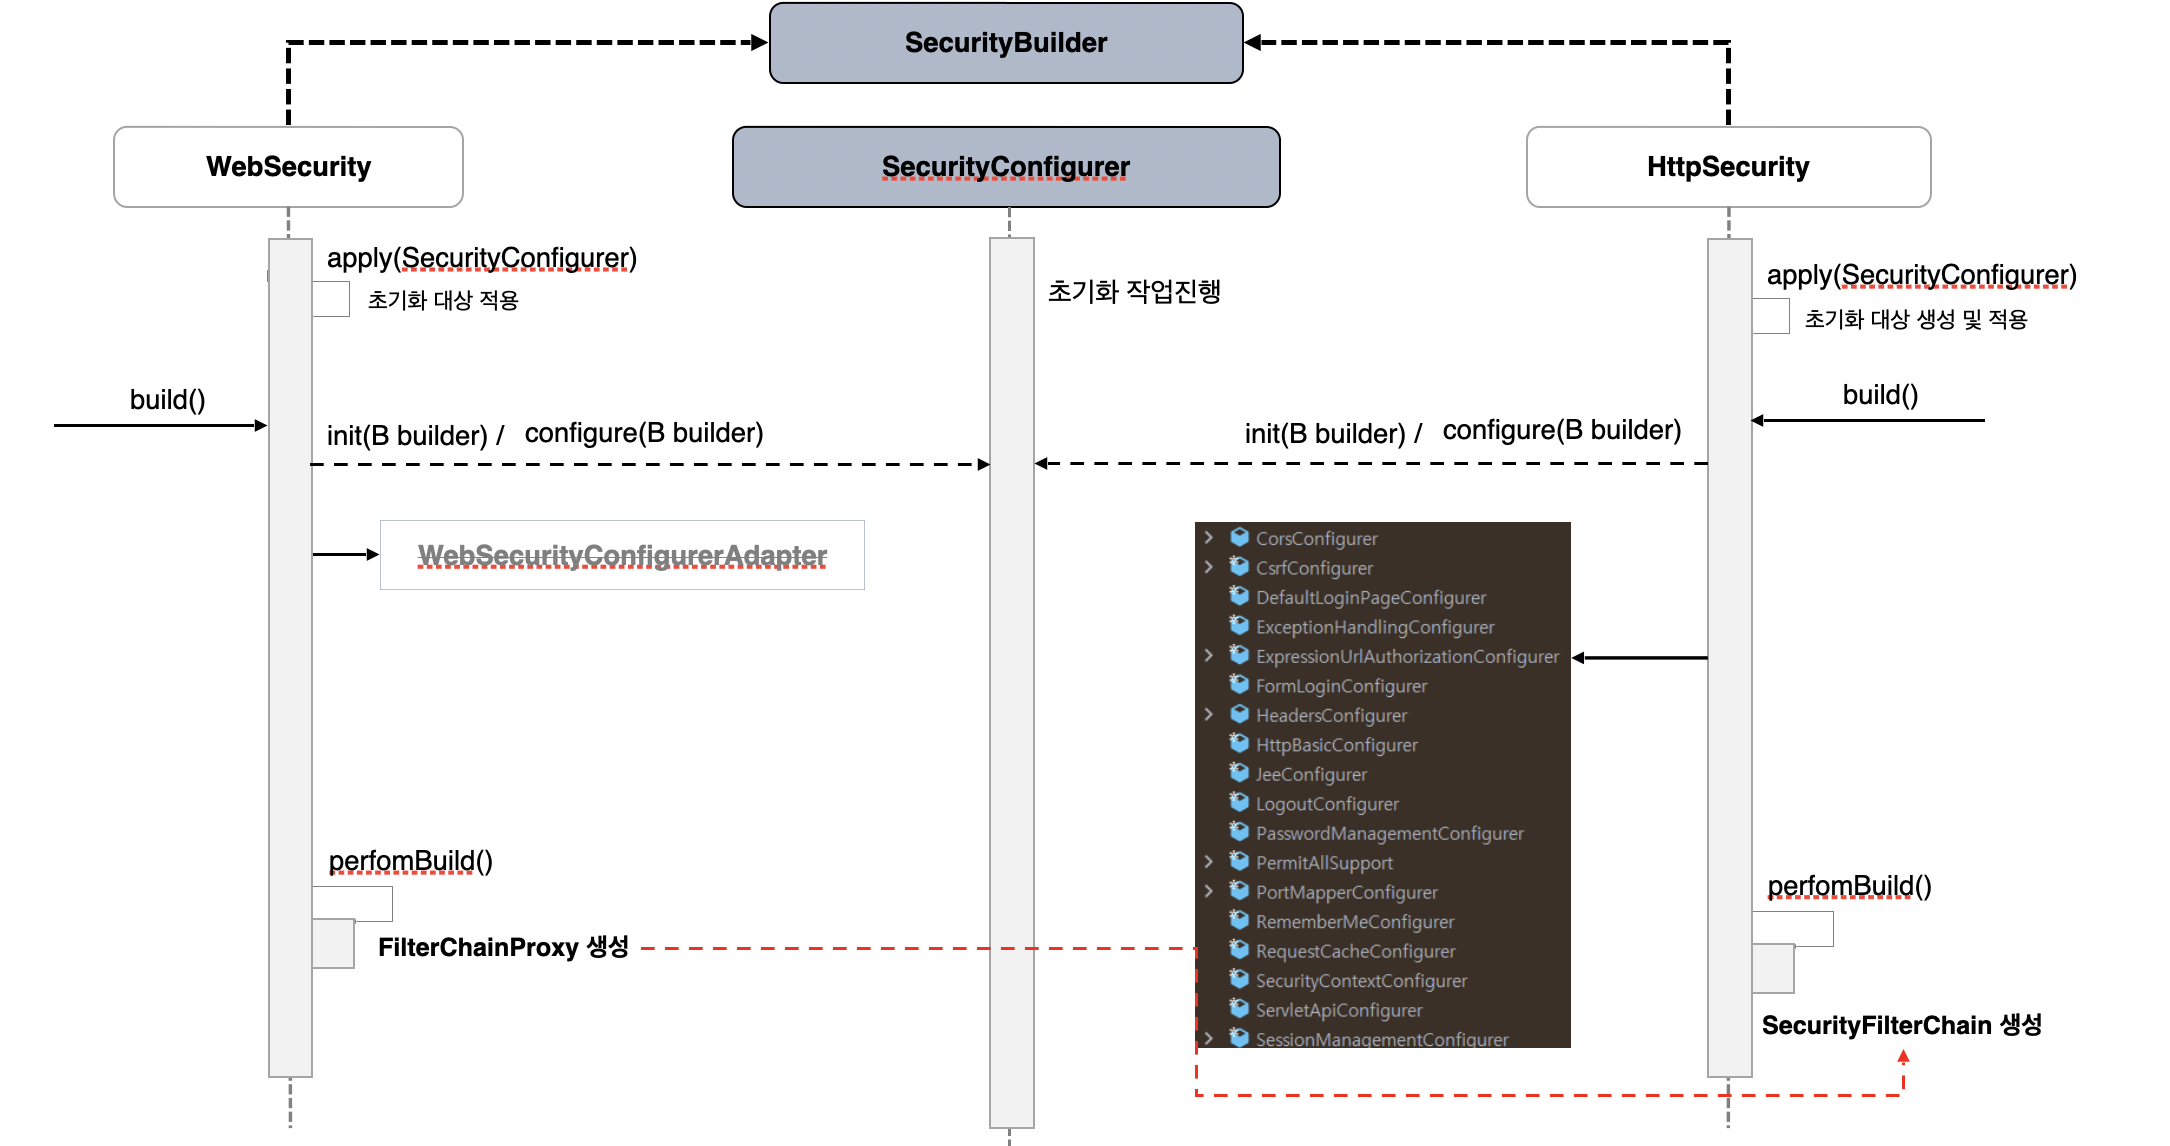 SecurityBuilder
WebSecurity
SecurityConfigurer
HttpSecurity
apply(SecurityConfigurer)
초기화 대상 적용
초기화 작업진행
apply(SecurityConfigurer)
초기화 대상 생성 및 적용
build()
build()
init(B builder) / configure(B builder)
init(B builder) / configure(B builder)
WebSecurityConfigurerAdapter
CorsConfigurer
CsrfConfigurer
DefaultLoginPageConfigurer
ExceptionHandlingConfigurer
ExpressionUrlAuthorizationConfigurer
FormLoginConfigurer
HeadersConfigurer
HttpBasicConfigurer
JeeConfigurer
LogoutConfigurer
PasswordManagementConfigurer
PermitAllSupport
PortMapperConfigurer
RememberMeConfigurer
RequestCacheConfigurer
SecurityContextConfigurer
ServletApiConfigurer
SessionManagementConfigurer
perfomBuild()
FilterChainProxy 생성
perfomBuild()
SecurityFilterChain 생성